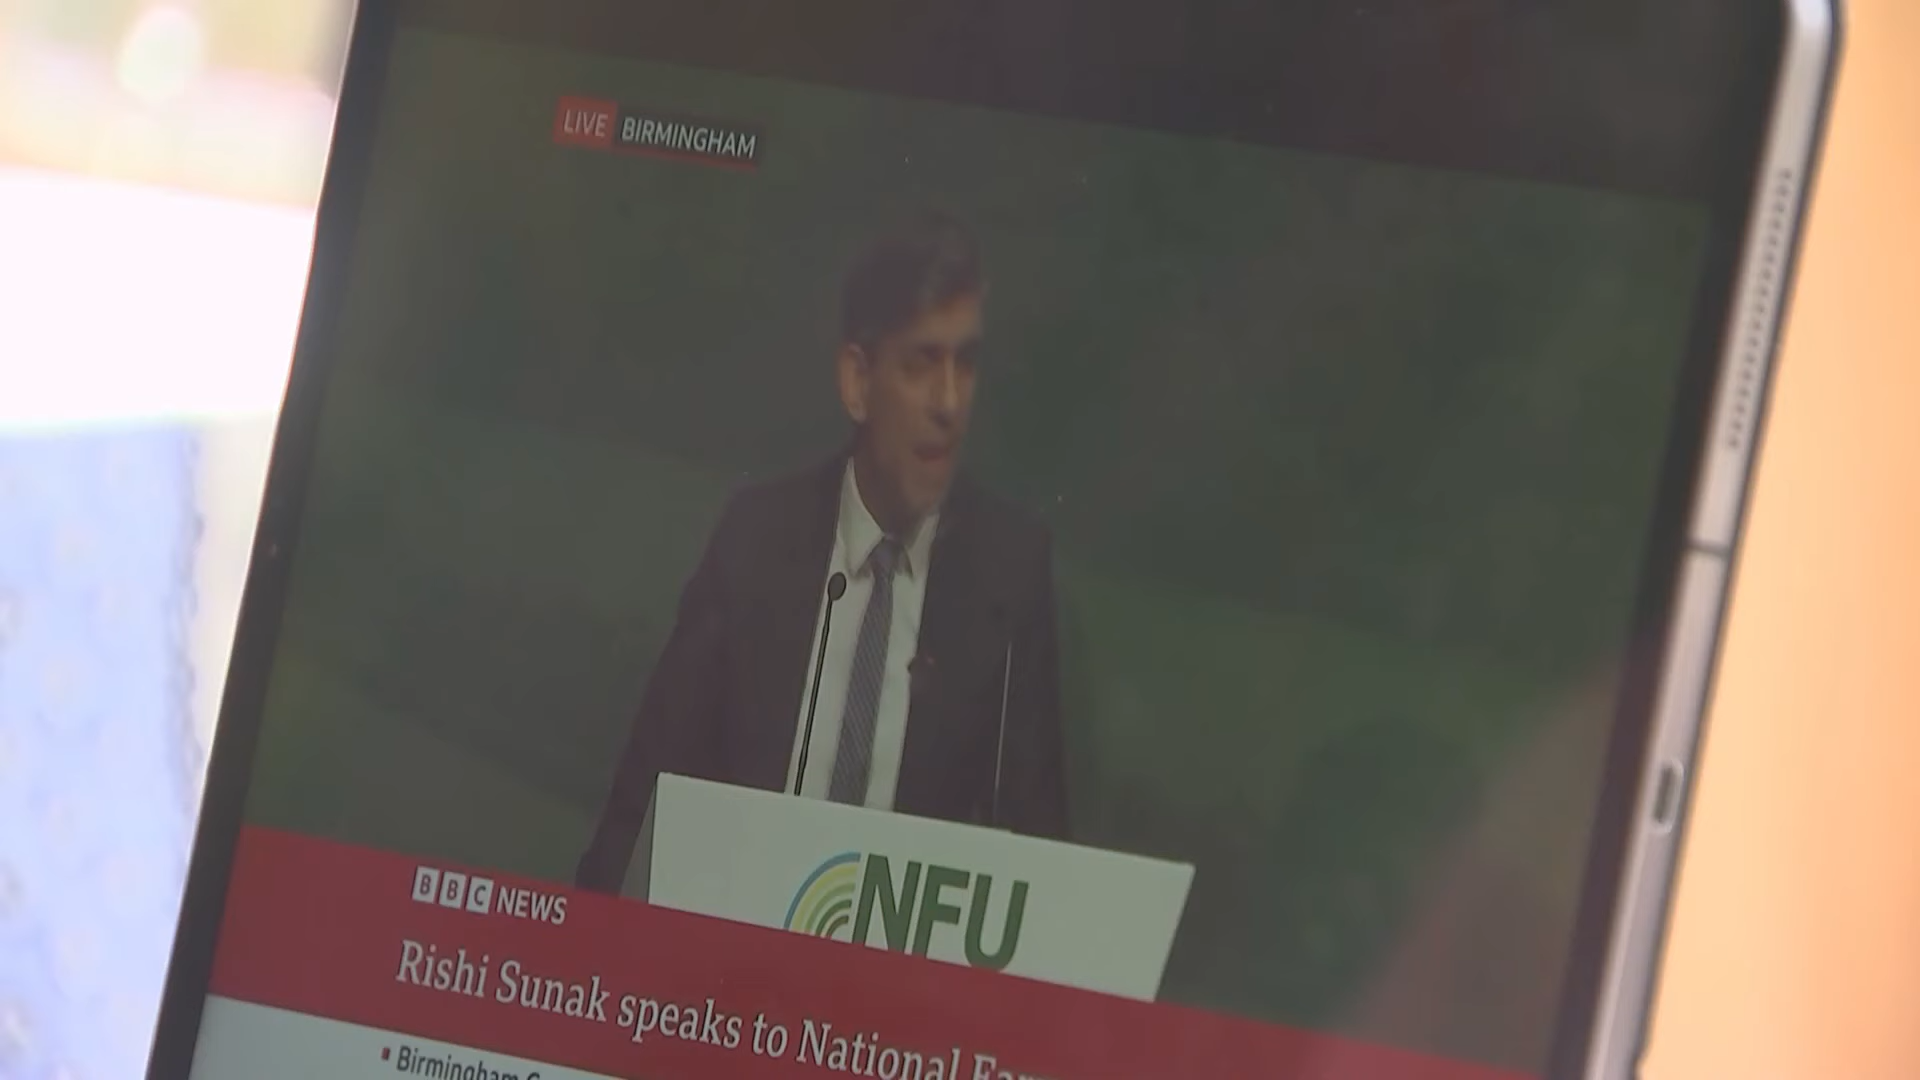 LIVE BIRMINGHAM
NFU
BBC NEWS
Rishi Sunak speaks to National
Birmingham